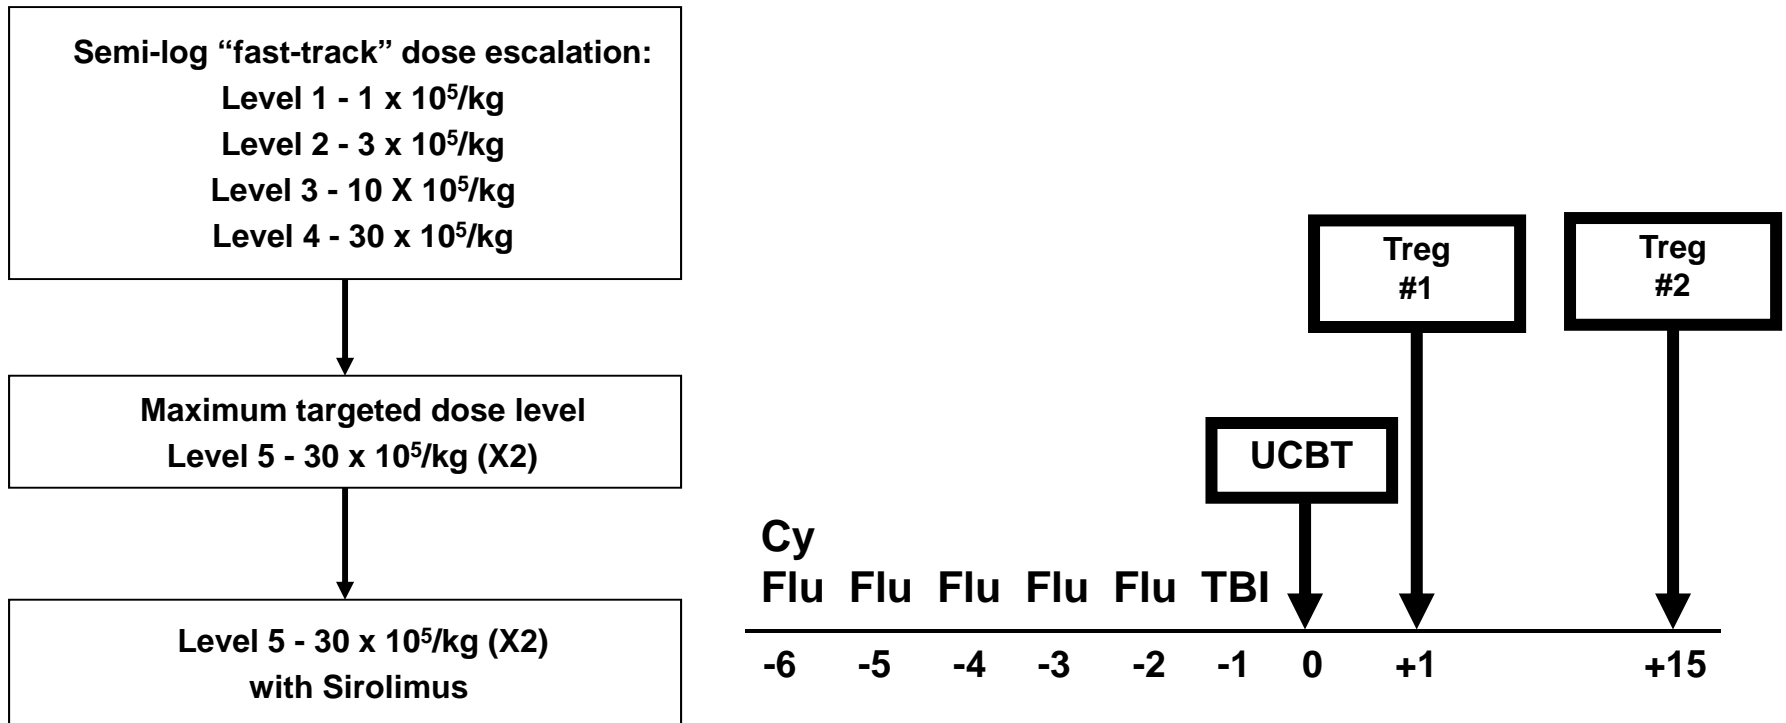 Semi-log “fast-track” dose escalation:
Level 1 - 1 x 10⁵/kg
Level 2 - 3 x 10⁵/kg
Level 3 - 10 X 10⁵/kg
Level 4 - 30 x 10⁵/kg
Maximum targeted dose level
Level 5 - 30 x 10⁵/kg (X2)
Level 5 - 30 x 10⁵/kg (X2)
with Sirolimus
Treg
#1
Treg
#2
UCBT
Cy
Flu Flu Flu Flu Flu TBI
-6 -5 -4 -3 -2 -1 0 +1 +15